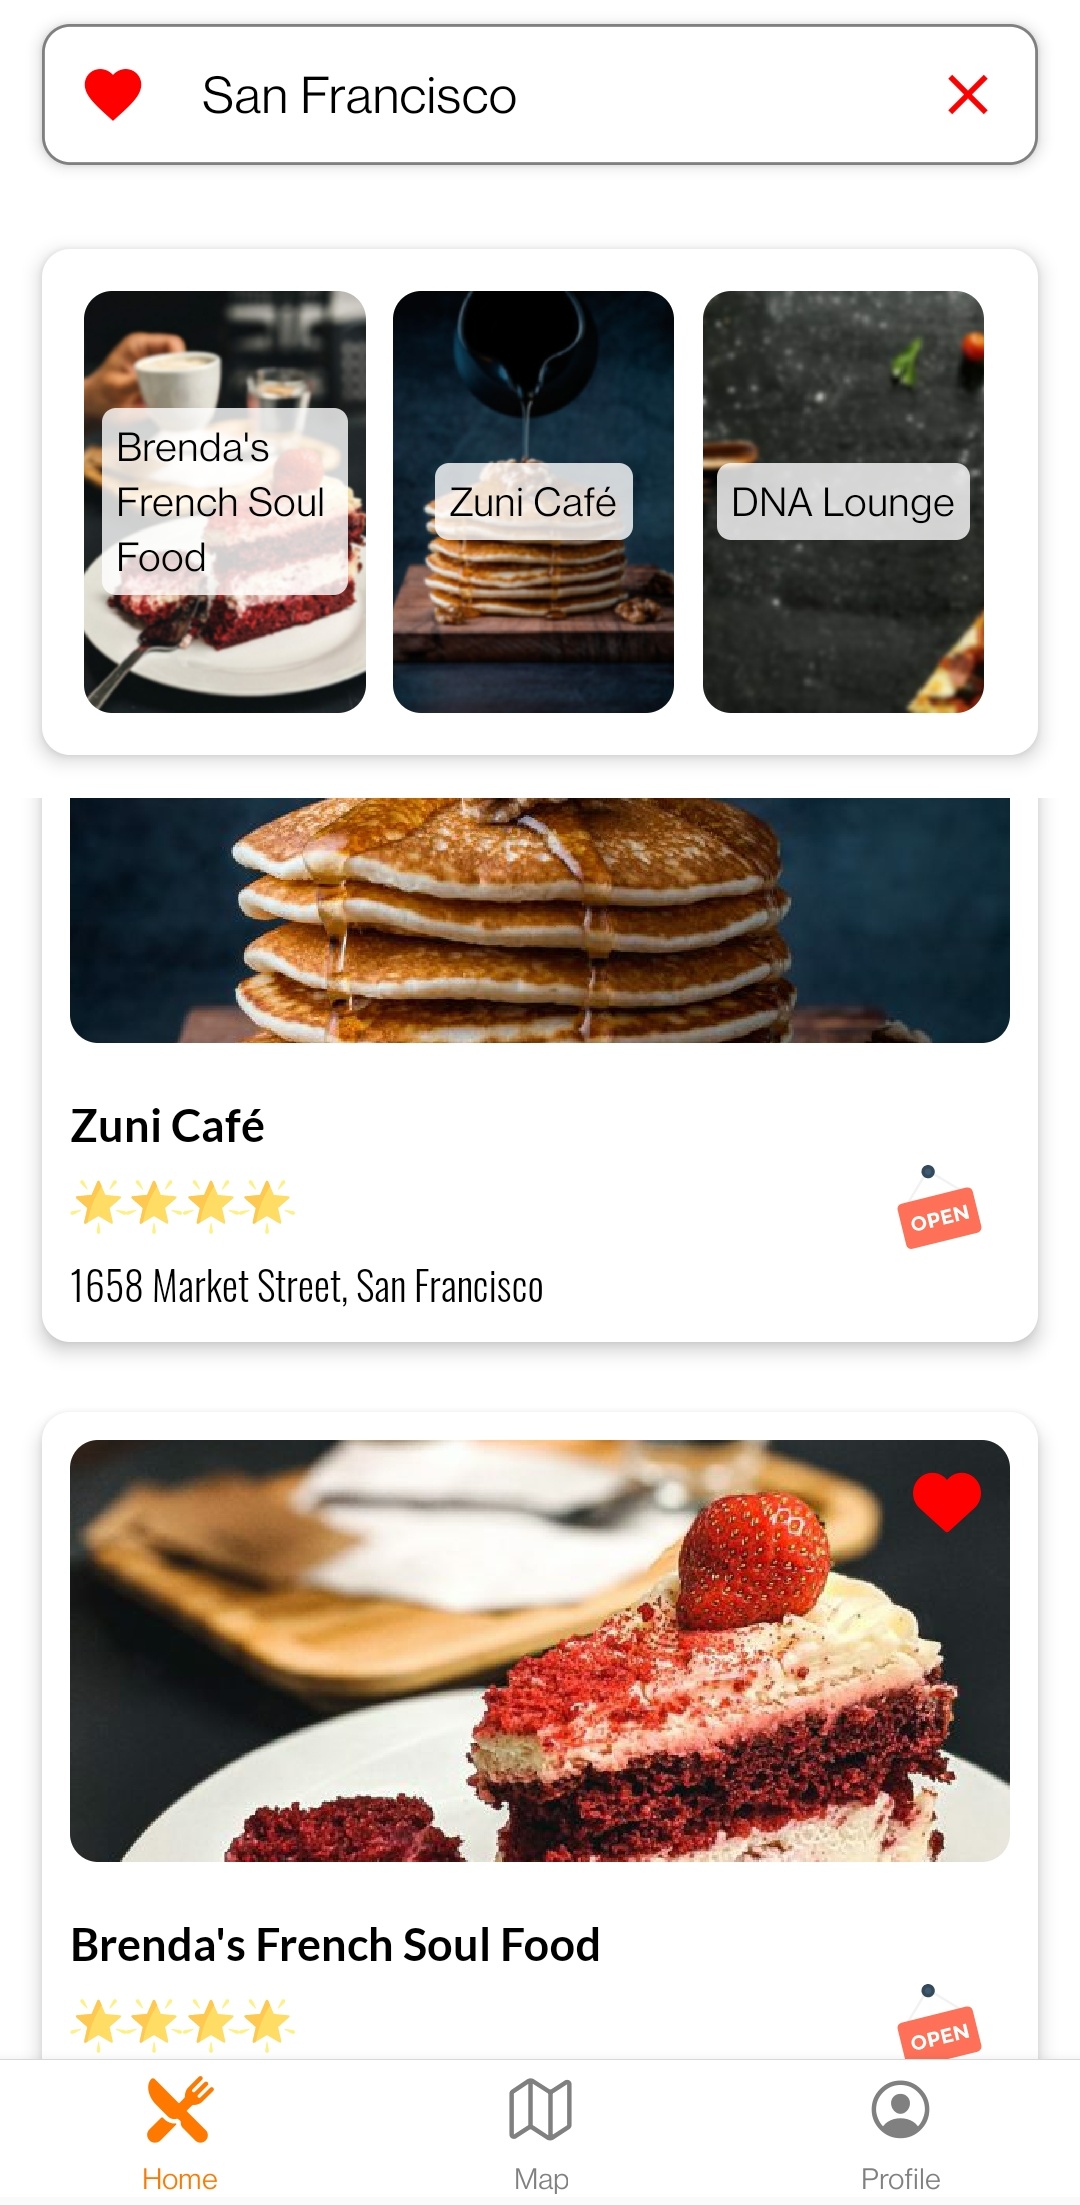 San Francisco
Brenda's
French Soul
Food
Zuni Café
DNA Lounge
Zuni Café
OPEN
1658 Market Street, San Francisco
Brenda's French Soul Food
OPEN
Home
Map
Profile